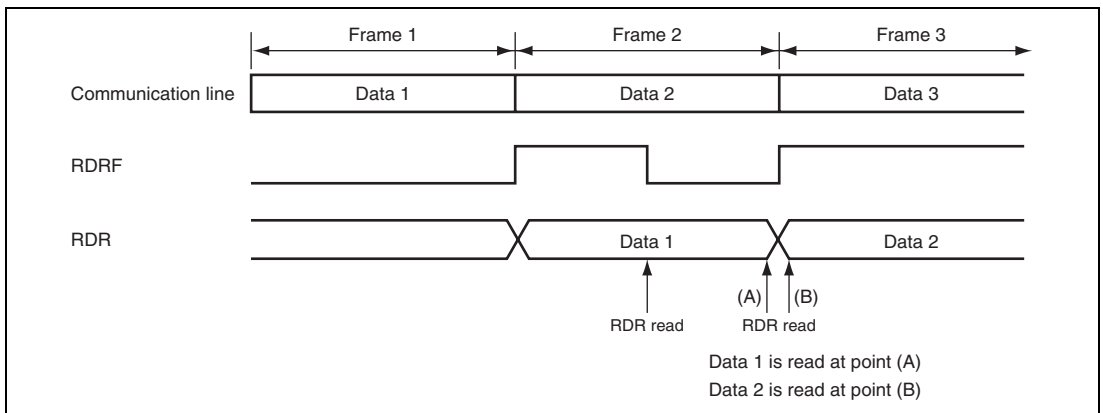 Frame 1 Frame 2 Frame 3
Communication line Data 1 Data 2 Data 3
RDRF
RDR Data 1 Data 2
(A) (B)
RDR read RDR read
Data 1 is read at point (A)
Data 2 is read at point (B)